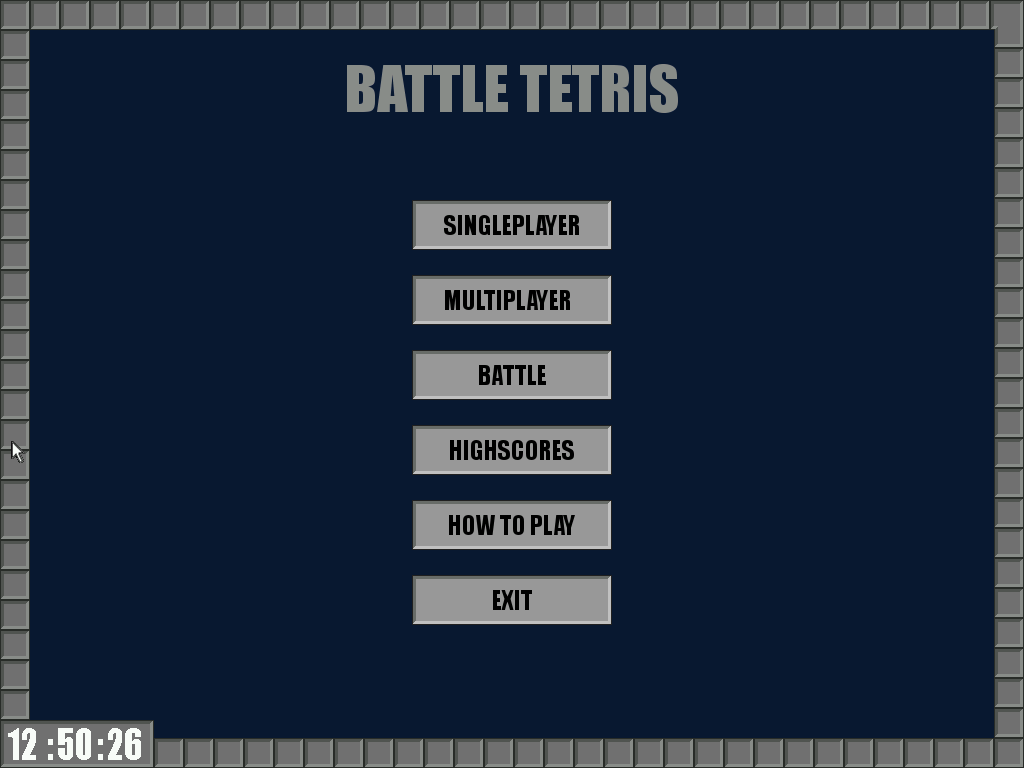 BATTLE TETRIS
SINGLEPLAYER
MULTIPLAYER
BATTLE
HIGHSCORES
HOW TO PLAY
EXIT
12 :50:26